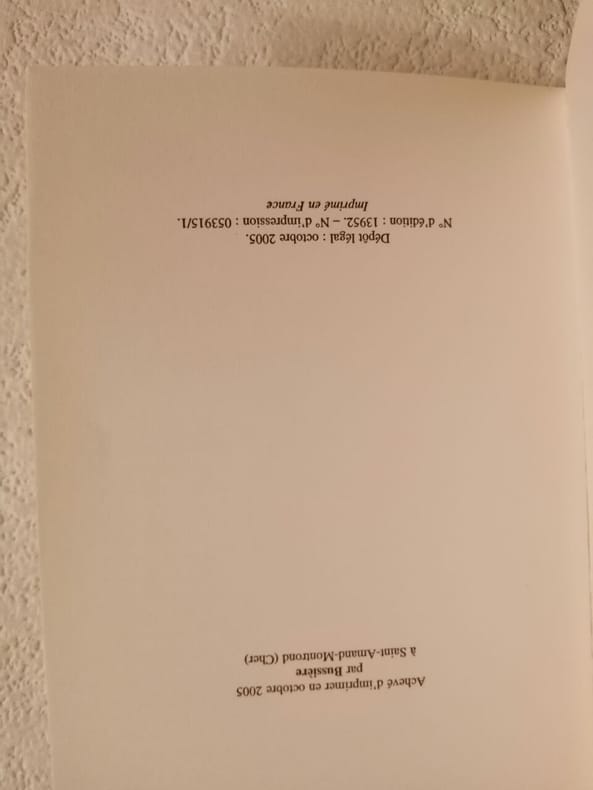 Achevé d'imprimer en octobre 2005
par Bussière
à Saint-Amand-Montrond (Cher)
Dépôt légal : octobre 2005.
N° d'édition : 13952. – N° d'impression : 053915/1.
Imprimé en France